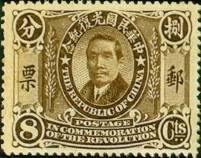 捌分
中華民國光復紀念
郵票
THE REPUBLIC OF CHINA
POSTAGE
8 IN COMMEMORATION Cts
OF THE REVOLUTION